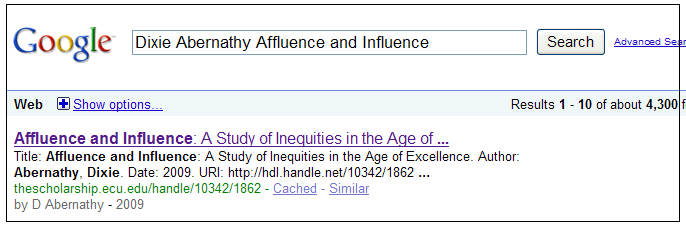 Google™ Dixie Abernathy Affluence and Influence Search Advanced Sear
Web Show options... Results 1 - 10 of about 4,300 f
Affluence and Influence: A Study of Inequities in the Age of ...
Title: Affluence and Influence: A Study of Inequities in the Age of Excellence. Author:
Abernathy, Dixie. Date: 2009. URI: http://hdl.handle.net/10342/1862 ...
thescholarship.ecu.edu/handle/10342/1862 - Cached - Similar
by D Abernathy - 2009